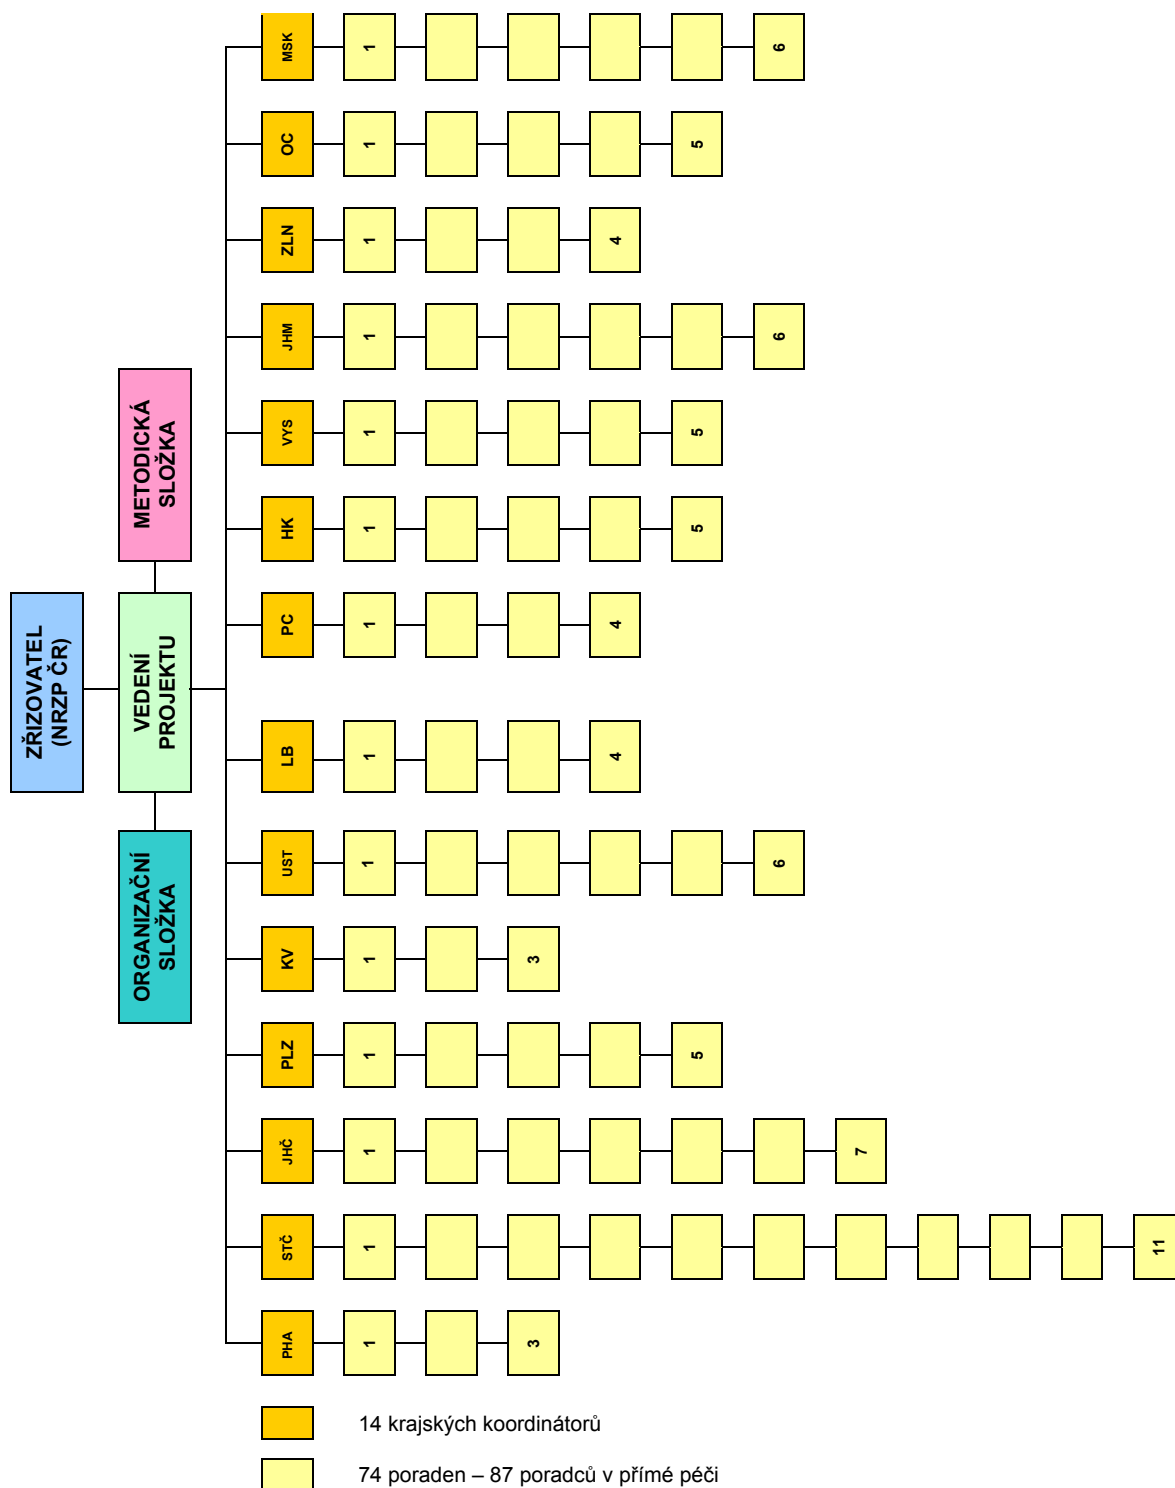 ZŘIZOVATEL
(NRZP ČR)
ORGANIZAČNÍ
SLOŽKA
VEDENÍ
PROJEKTU
METODICKÁ
SLOŽKA
PHA
STČ
JHČ
PLZ
KV
UST
LB
PC
HK
VYS
JHM
ZLN
OC
MSK
1
1
1
1
1
1
1
1
1
1
1
1
1
1
3
11
7
5
3
6
4
4
5
5
6
4
5
6
14 krajských koordinátorů
74 poraden – 87 poradců v přímé péči